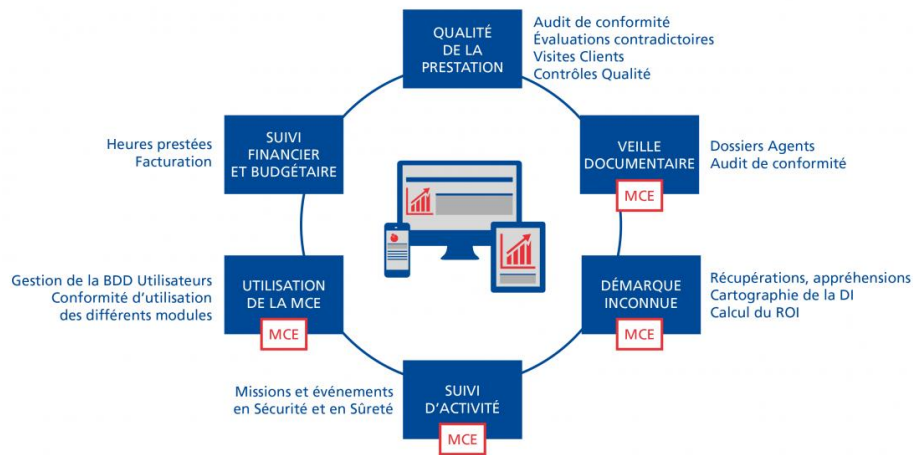 QUALITÉ
DE LA
PRESTATION
Audit de conformité
Évaluations contradictoires
Visites Clients
Contrôles Qualité
VEILLE
DOCUMENTAIRE
MCE
Dossiers Agents
Audit de conformité
DÉMARQUE
INCONNUE
MCE
Récupérations, appréhensions
Cartographie de la DI
Calcul du ROI
SUIVI
D’ACTIVITÉ
MCE
Missions et événements
en Sécurité et en Sûreté
UTILISATION
DE LA MCE
MCE
Gestion de la BDD Utilisateurs
Conformité d’utilisation
des différents modules
SUIVI
FINANCIER
ET BUDGÉTAIRE
Heures prestées
Facturation